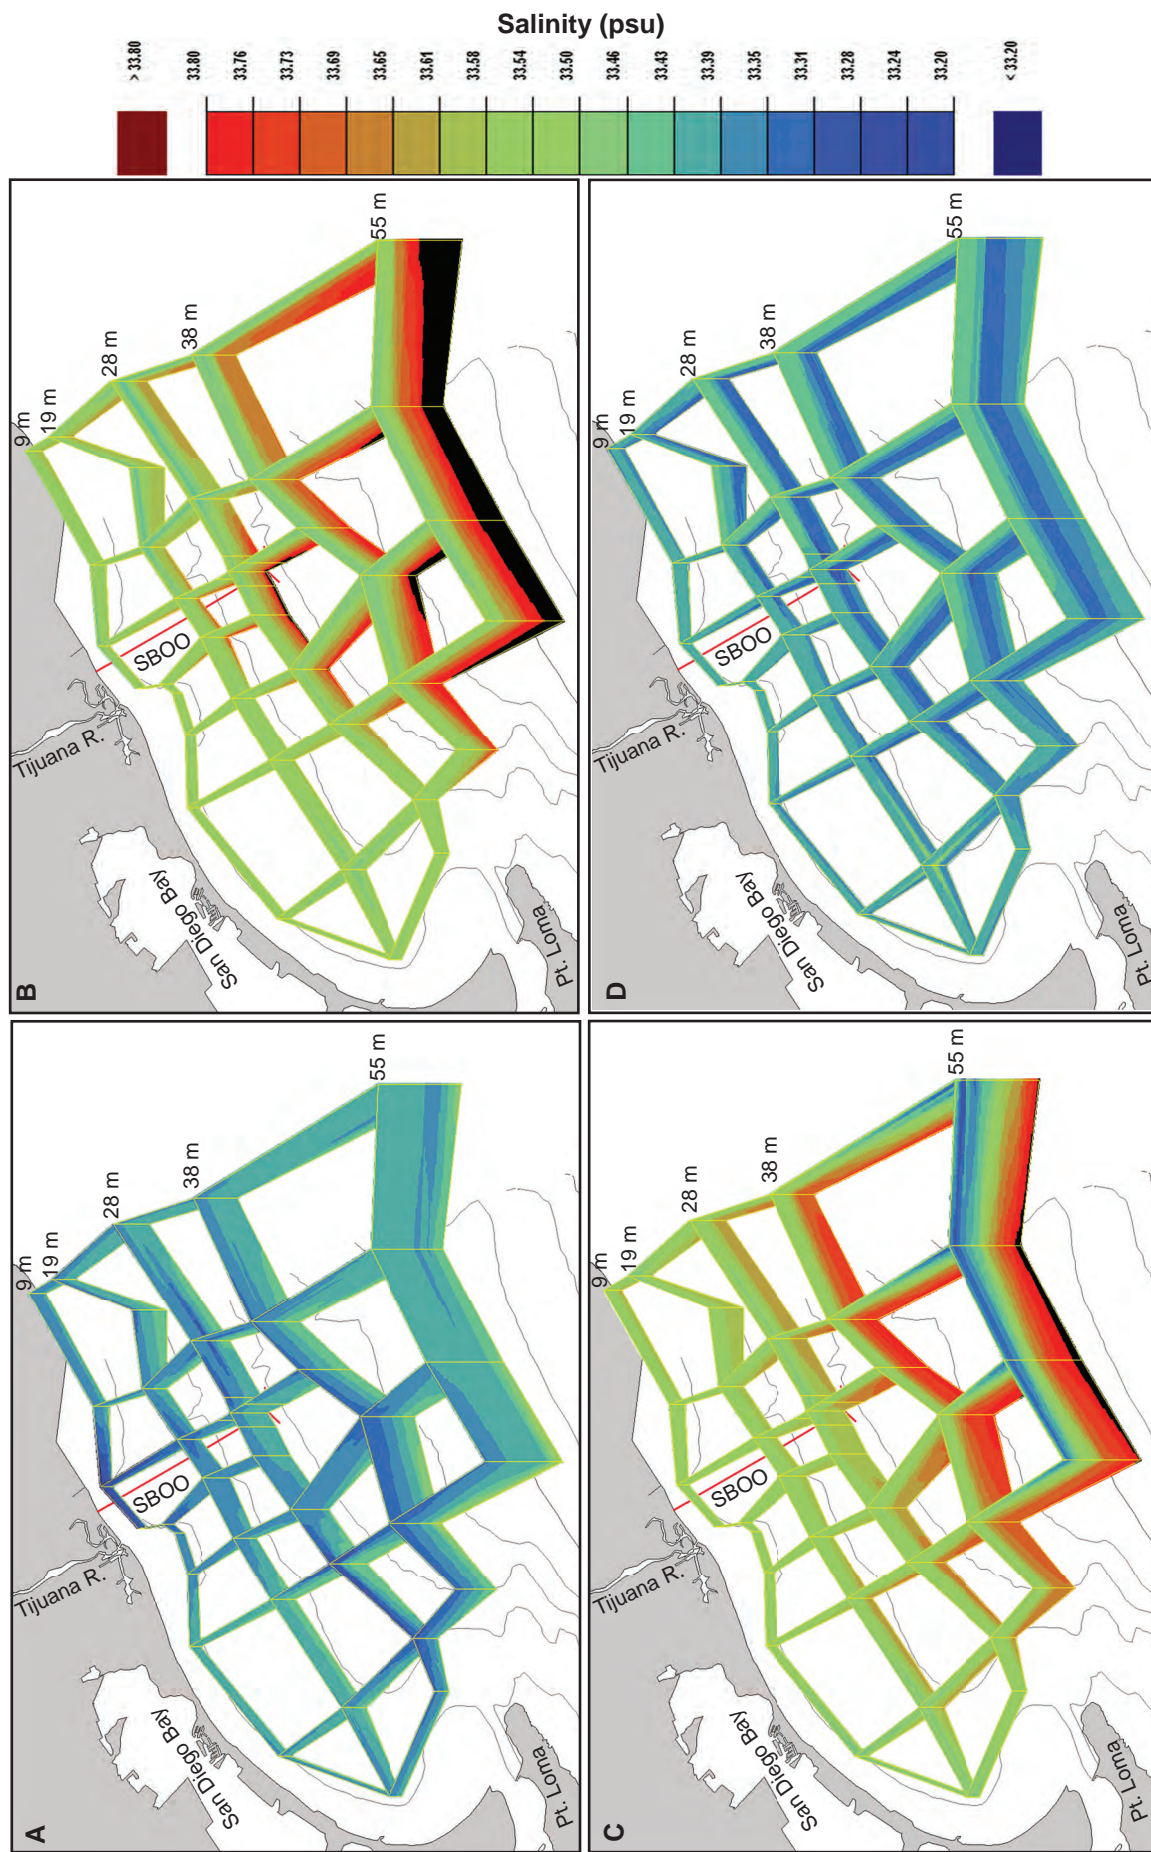 Salinity (psu)
> 33.80
33.80
33.76
33.73
33.69
33.65
33.61
33.58
33.54
33.50
33.46
33.43
33.39
33.35
33.31
33.28
33.24
33.20
< 33.20
B
9 m
19 m
28 m
38 m
55 m
SBOO
Tijuana R.
San Diego Bay
Pt. Loma
D
9 m
19 m
28 m
38 m
55 m
SBOO
Tijuana R.
San Diego Bay
Pt. Loma
A
9 m
19 m
28 m
38 m
55 m
SBOO
Tijuana R.
San Diego Bay
Pt. Loma
C
9 m
19 m
28 m
38 m
55 m
SBOO
Tijuana R.
San Diego Bay
Pt. Loma